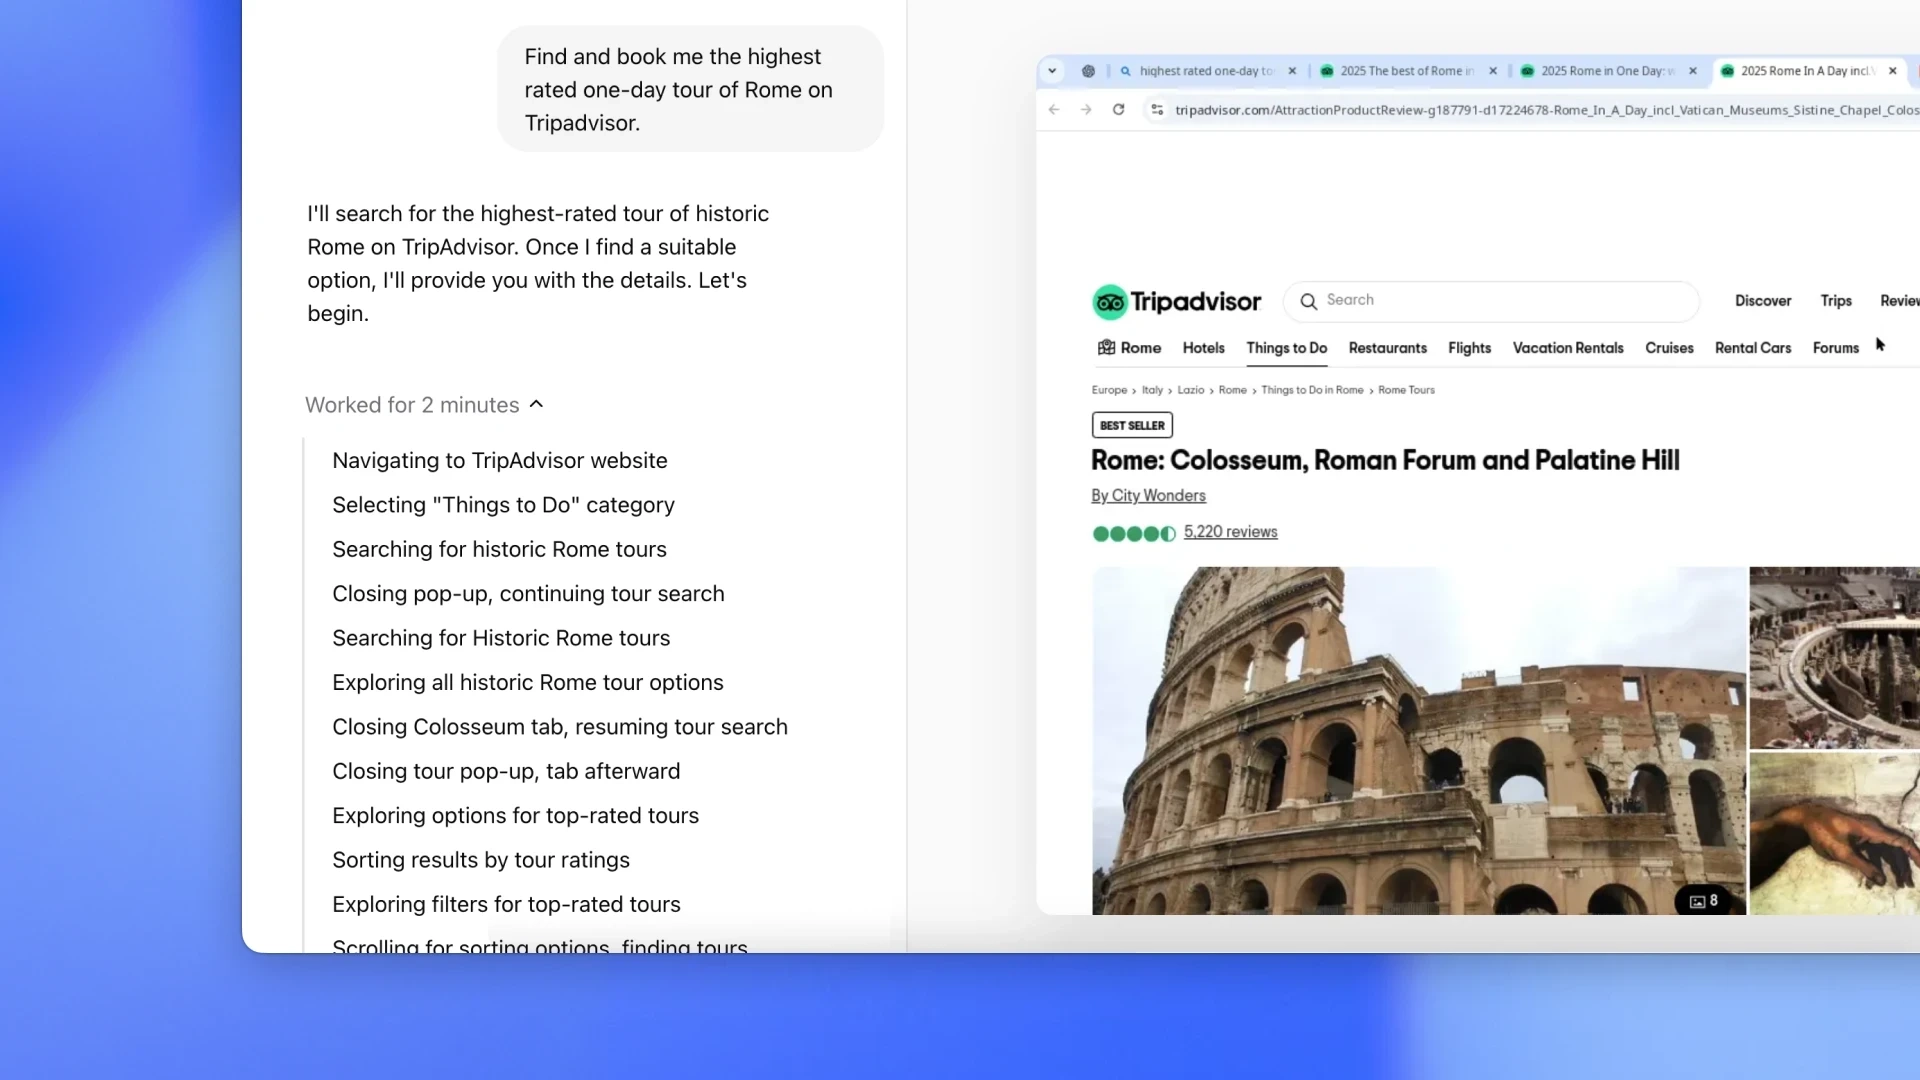 Find and book me the highest
rated one-day tour of Rome on
Tripadvisor.
I'll search for the highest-rated tour of historic
Rome on TripAdvisor. Once I find a suitable
option, I'll provide you with the details. Let's
begin.
Worked for 2 minutes
Navigating to TripAdvisor website
Selecting "Things to Do" category
Searching for historic Rome tours
Closing pop-up, continuing tour search
Searching for Historic Rome tours
Exploring all historic Rome tour options
Closing Colosseum tab, resuming tour search
Closing tour pop-up, tab afterward
Exploring options for top-rated tours
Sorting results by tour ratings
Exploring filters for top-rated tours
Scrolling for sorting options, finding tours
highest rated one-day to
2025 The best of Rome in
2025 Rome in One Day:
2025 Rome In A Day incl.
tripadvisor.com/AttractionProductReview-g187791-d17224678-Rome_In_A_Day_incl_Vatican_Museums_Sistine_Chapel_Colos
Tripadvisor
Search
Discover
Trips
Review
Rome
Hotels
Things to Do
Restaurants
Flights
Vacation Rentals
Cruises
Rental Cars
Forums
Europe › Italy › Lazio › Rome › Things to Do in Rome › Rome Tours
BEST SELLER
Rome: Colosseum, Roman Forum and Palatine Hill
By City Wonders
5,220 reviews
8